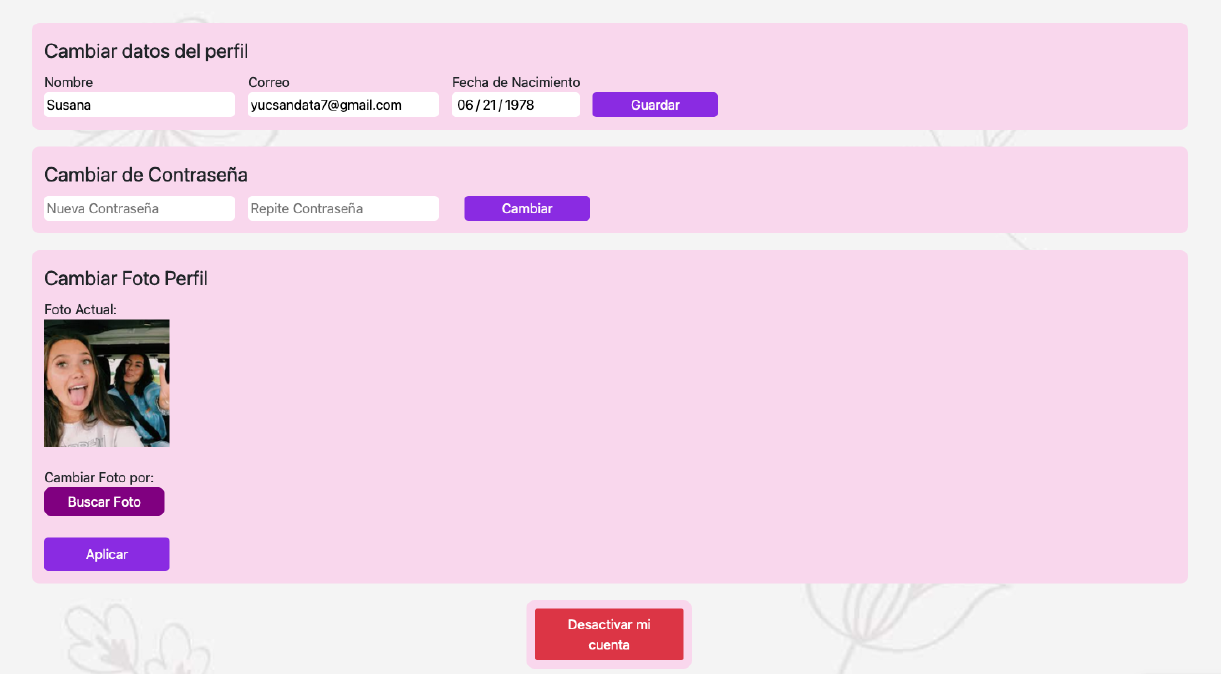 Cambiar datos del perfil
Nombre Correo Fecha de Nacimiento
Susana yucsandata7@gmail.com 06/21/1978 Guardar
Cambiar de Contraseña
Nueva Contraseña Repite Contraseña Cambiar
Cambiar Foto Perfil
Foto Actual:
Cambiar Foto por:
Buscar Foto
Aplicar
Desactivar mi
cuenta